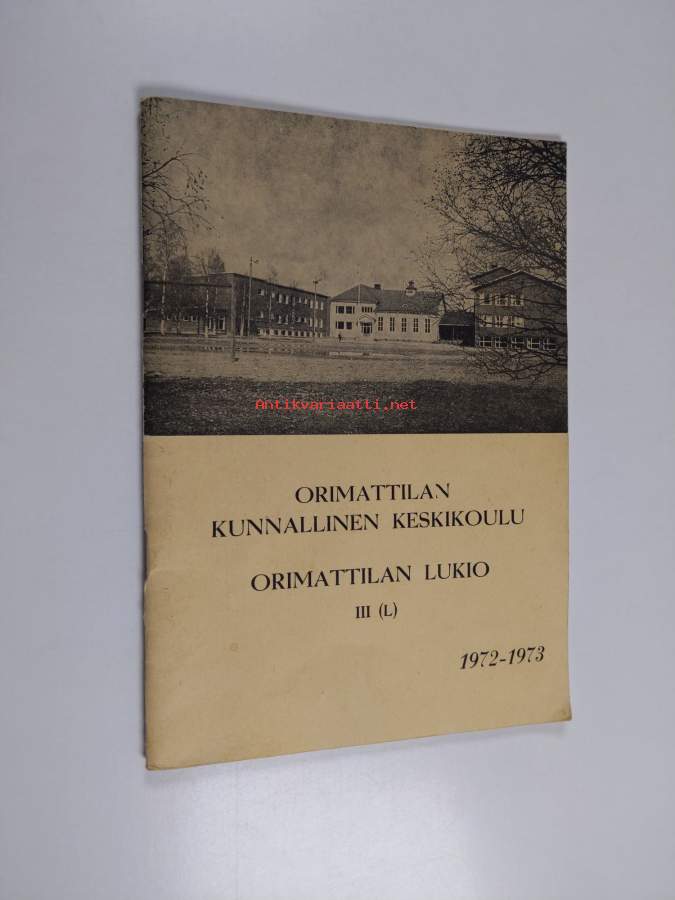 Antikvariaatti.net
ORIMATTILAN
KUNNALLINEN KESKIKOULU
ORIMATTILAN LUKIO
III (L)
1972-1973